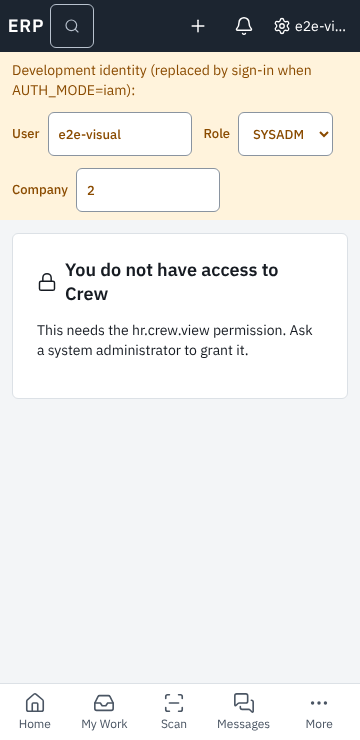 ERP
e2e-vi...
Development identity (replaced by sign-in when
AUTH_MODE=iam):
User e2e-visual Role SYSADM
Company 2
You do not have access to
Crew
This needs the hr.crew.view permission. Ask
a system administrator to grant it.
Home My Work Scan Messages More